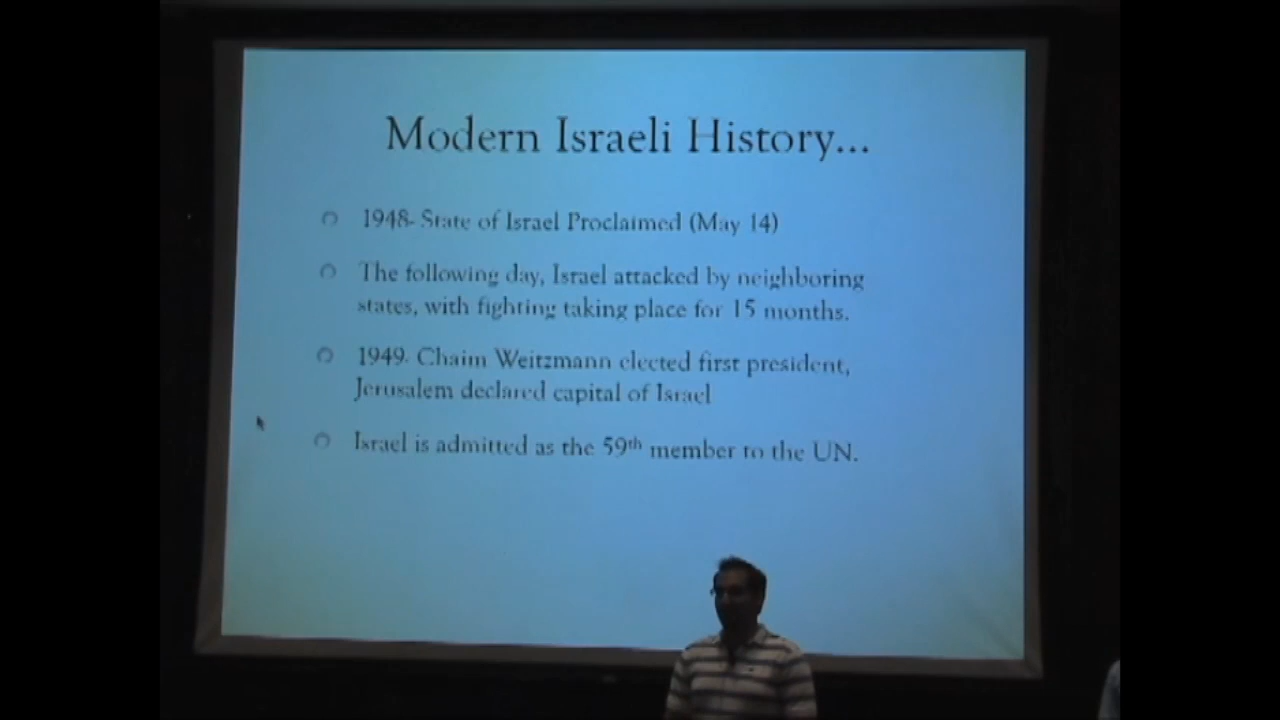 Modern Israeli History...
1948- State of Israel Proclaimed (May 14)
The following day, Israel attacked by neighboring
states, with fighting taking place for 15 months.
1949- Chaim Weitzmann elected first president,
Jerusalem declared capital of Israel
Israel is admitted as the 59th member to the UN.